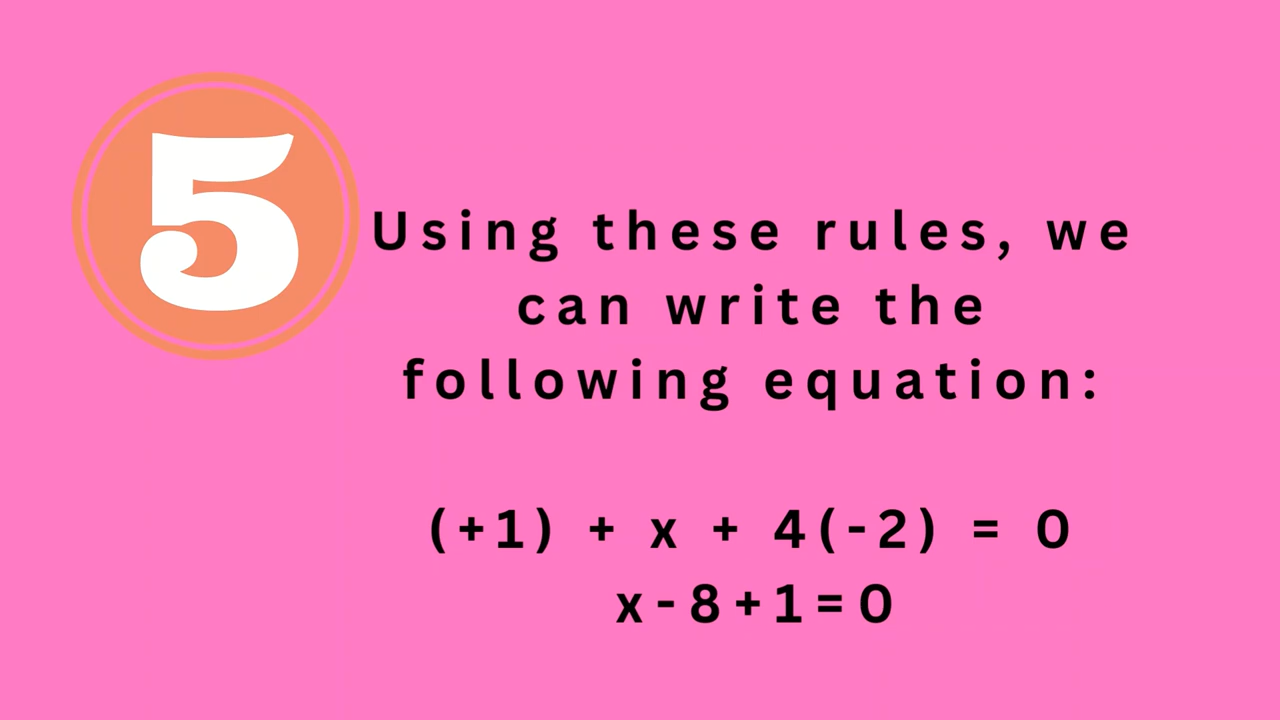 5
Using these rules, we
can write the
following equation:
(+1) + x + 4(-2) = 0
x-8+1=0